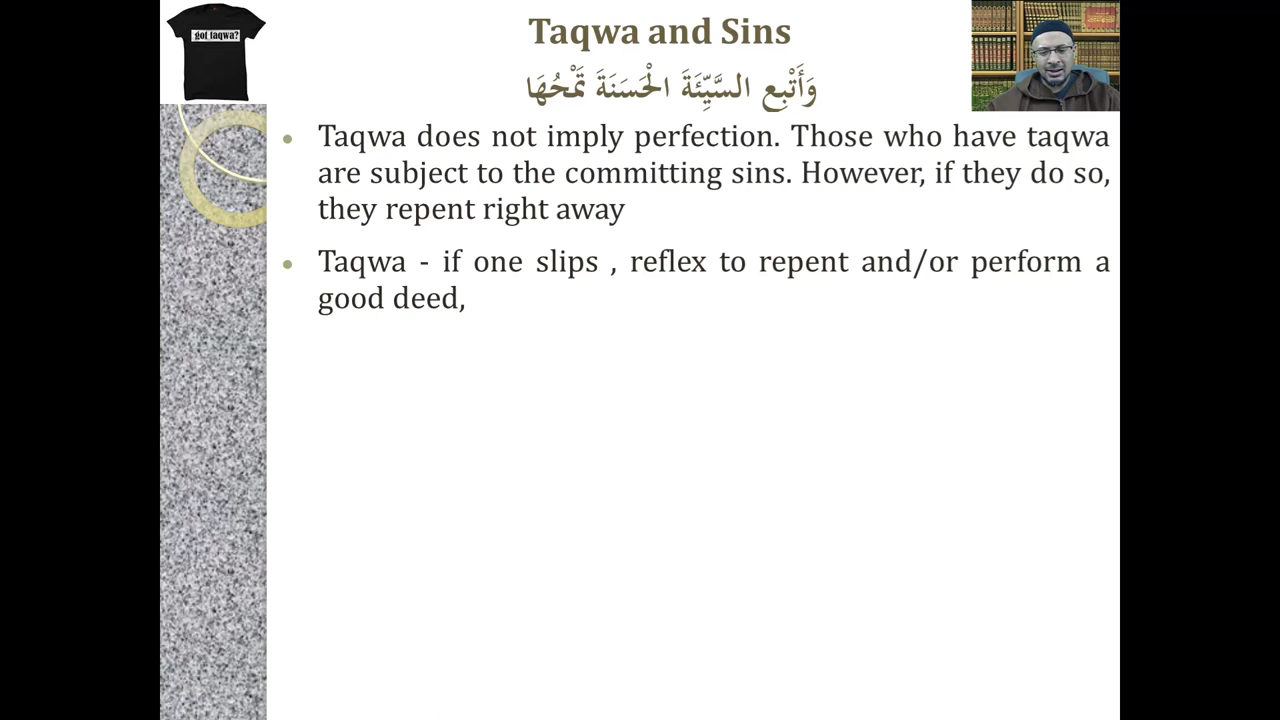 got taqwa?
Taqwa and Sins
وَأَتْبِعِ السَّيِّئَةَ الْحَسَنَةَ تَمْحُهَا
Taqwa does not imply perfection. Those who have taqwa
are subject to the committing sins. However, if they do so,
they repent right away
Taqwa - if one slips , reflex to repent and/or perform a
good deed,